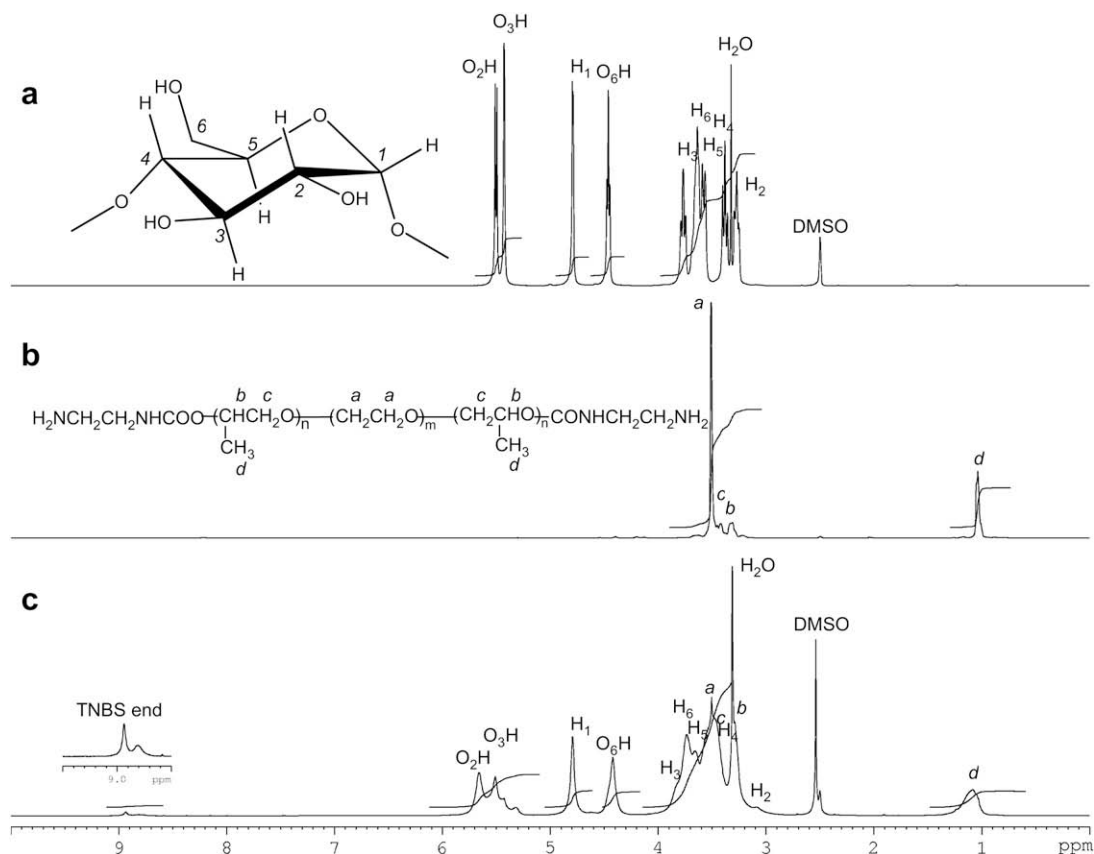 a
O₂H
O₃H
H₁
O₆H
H₃
H₆
H₅
H₄
H₂O
H₂
DMSO
HO
H
6
H
O
4
5
1
H
2
O
HO
H
OH
3
O
H
b
a
c
b
d
b c a a c b
H₂NCH₂CH₂NHCOO(CHCH₂O)n(CH₂CH₂O)m(CH₂CHO)nCONHCH₂CH₂NH₂
CH₃ CH₃
d d
c
TNBS end
9.0 ppm
O₂H
O₃H
H₁
O₆H
H₃
H₆
H₅
a
c
H₄
H₂O
b
H₂
DMSO
d
9 8 7 6 5 4 3 2 1 ppm